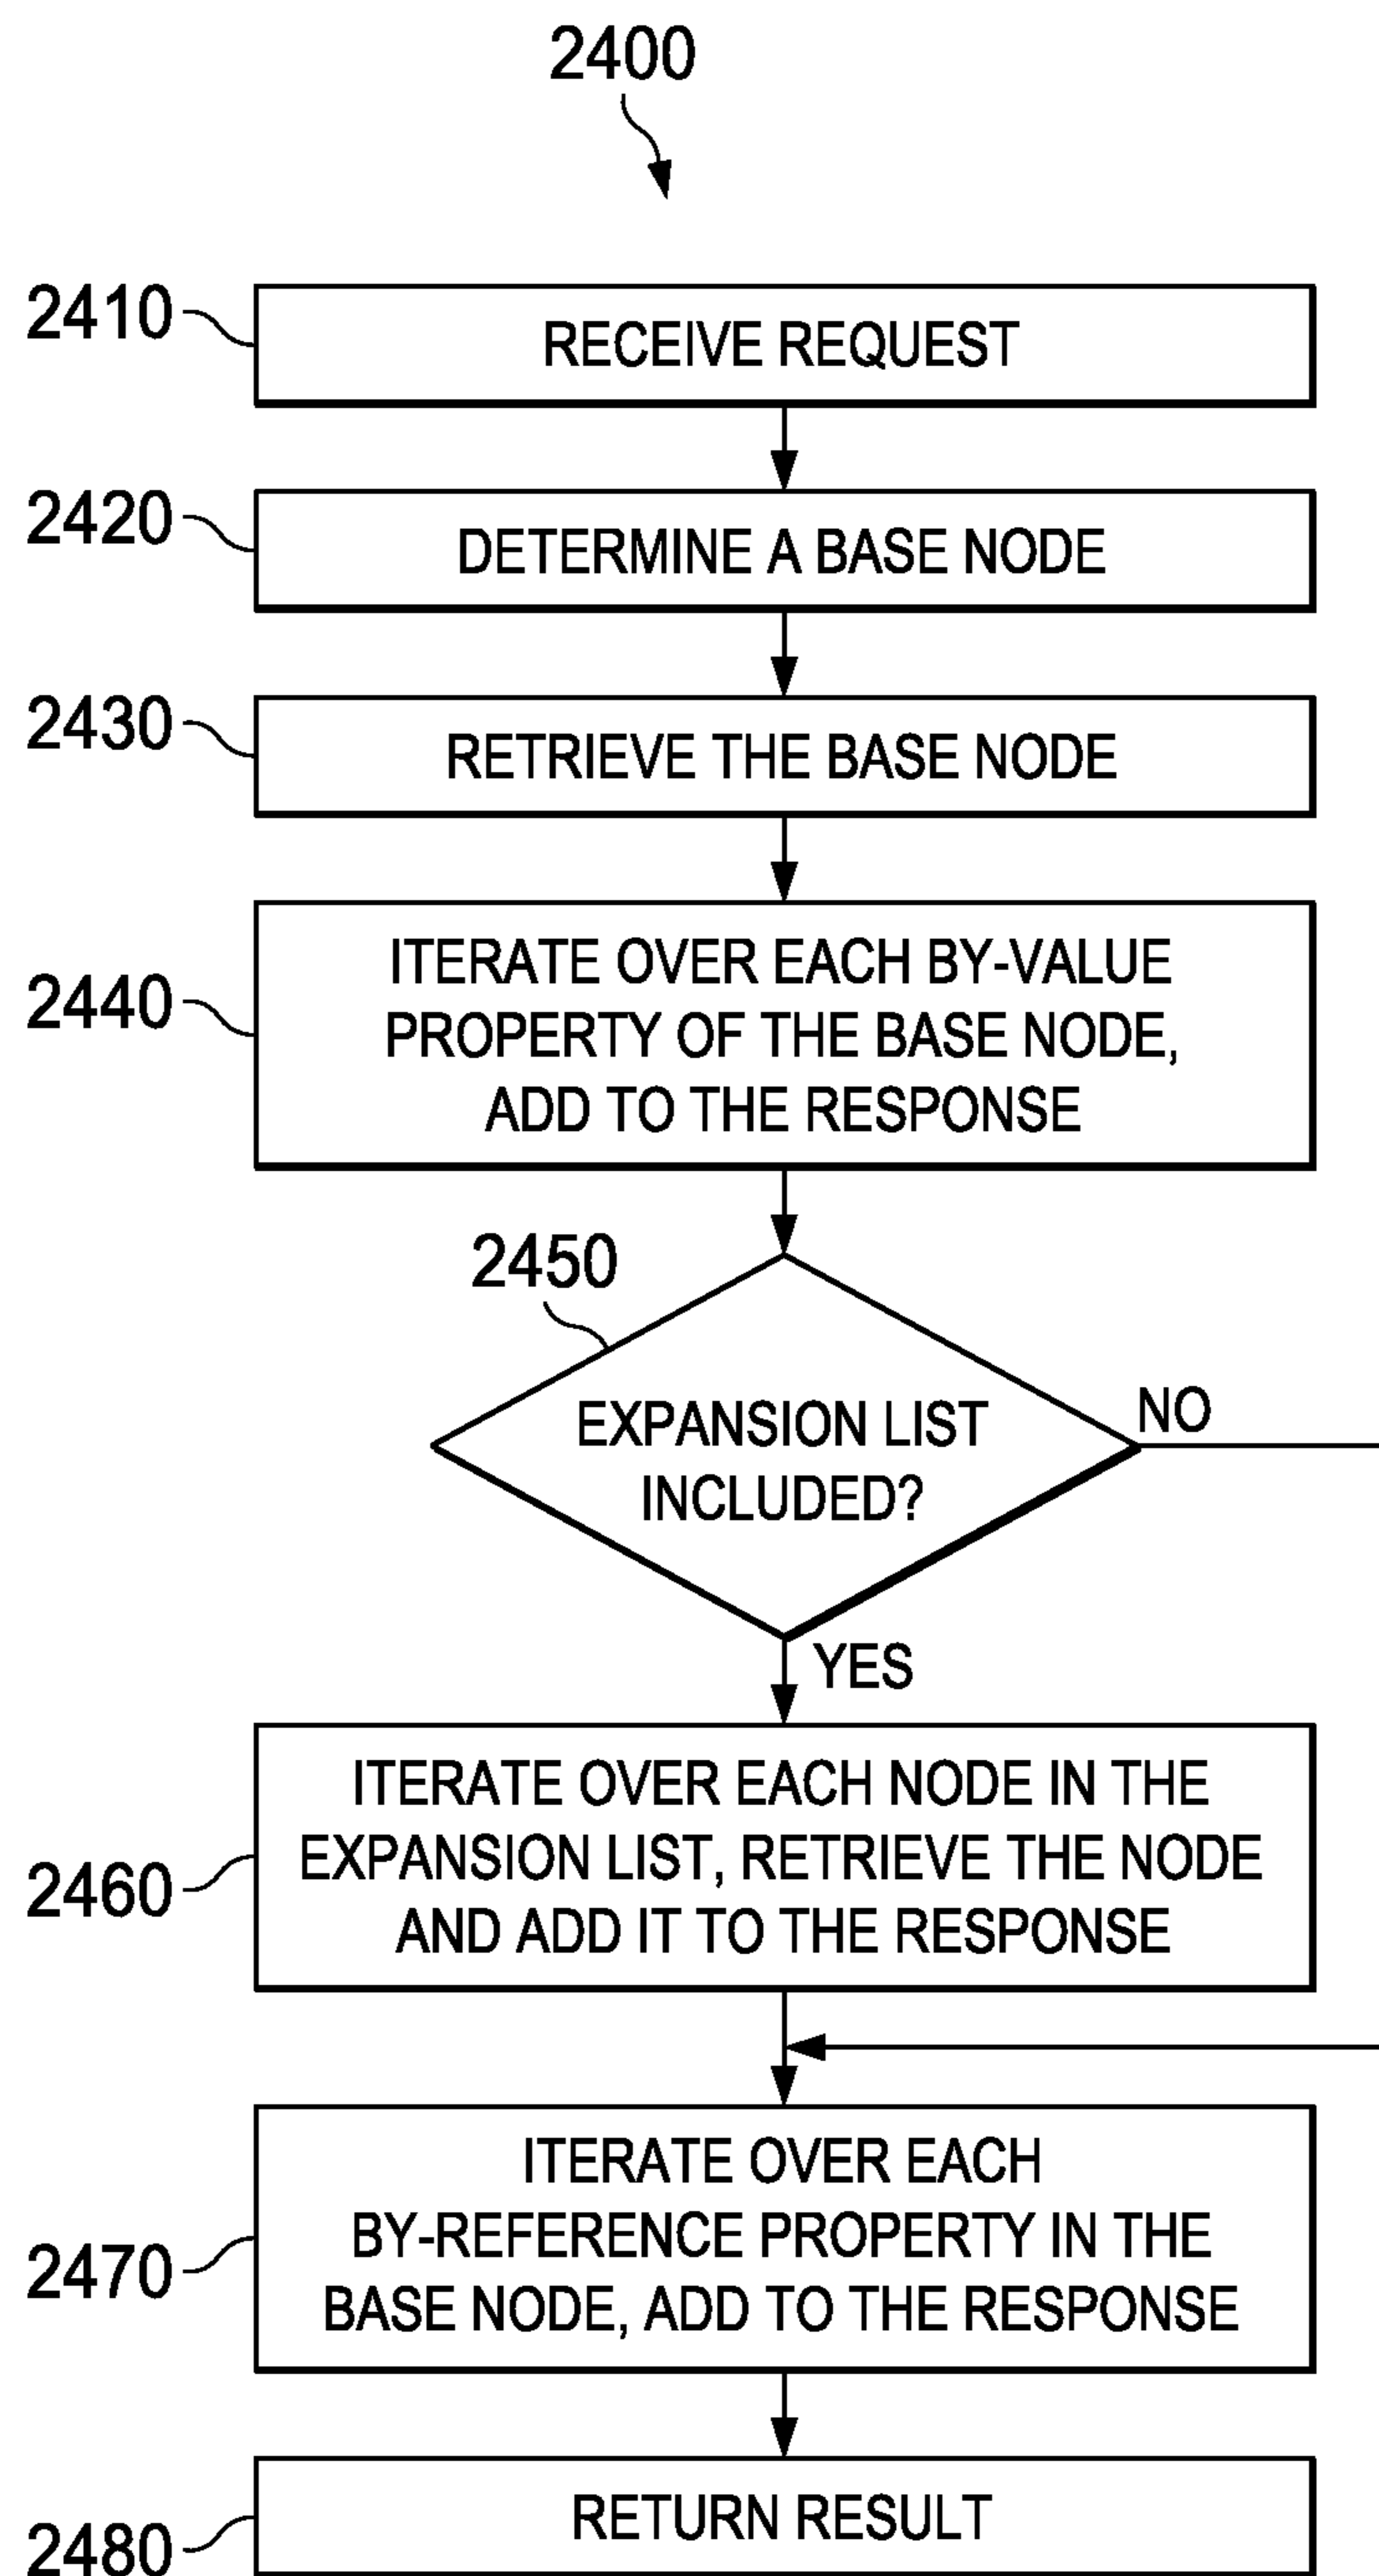 2400
2410
RECEIVE REQUEST
2420
DETERMINE A BASE NODE
2430
RETRIEVE THE BASE NODE
2440
ITERATE OVER EACH BY-VALUE
PROPERTY OF THE BASE NODE,
ADD TO THE RESPONSE
2450
EXPANSION LIST
INCLUDED?
NO
YES
2460
ITERATE OVER EACH NODE IN THE
EXPANSION LIST, RETRIEVE THE NODE
AND ADD IT TO THE RESPONSE
2470
ITERATE OVER EACH
BY-REFERENCE PROPERTY IN THE
BASE NODE, ADD TO THE RESPONSE
2480
RETURN RESULT